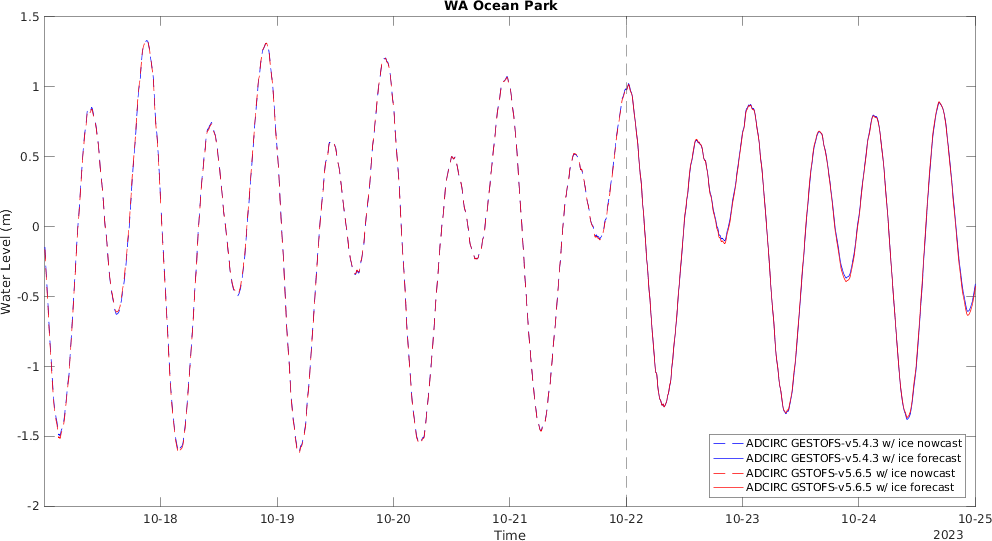 WA Ocean Park
1.5
1
0.5
0
-0.5
-1
-1.5
-2
Water Level (m)
10-18 10-19 10-20 10-21 10-22 10-23 10-24 10-25
Time
2023
ADCIRC GESTOFS-v5.4.3 w/ ice nowcast
ADCIRC GESTOFS-v5.4.3 w/ ice forecast
ADCIRC GSTOFS-v5.6.5 w/ ice nowcast
ADCIRC GSTOFS-v5.6.5 w/ ice forecast